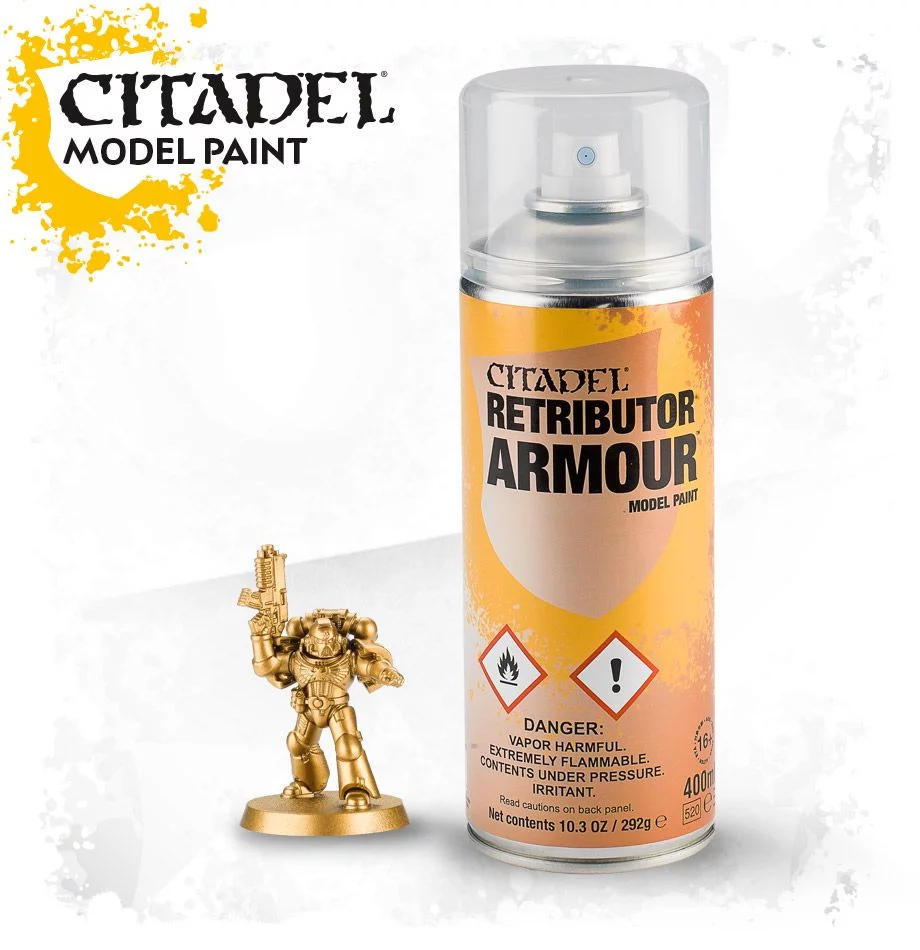 CITADEL®
MODEL PAINT
CITADEL®
RETRIBUTOR
ARMOUR™
MODEL PAINT
DANGER:
VAPOR HARMFUL.
EXTREMELY FLAMMABLE.
CONTENTS UNDER PRESSURE.
IRRITANT.
Read cautions on back panel.
Net contents 10.3 OZ / 292g ℮
16+
400m
520 ℮